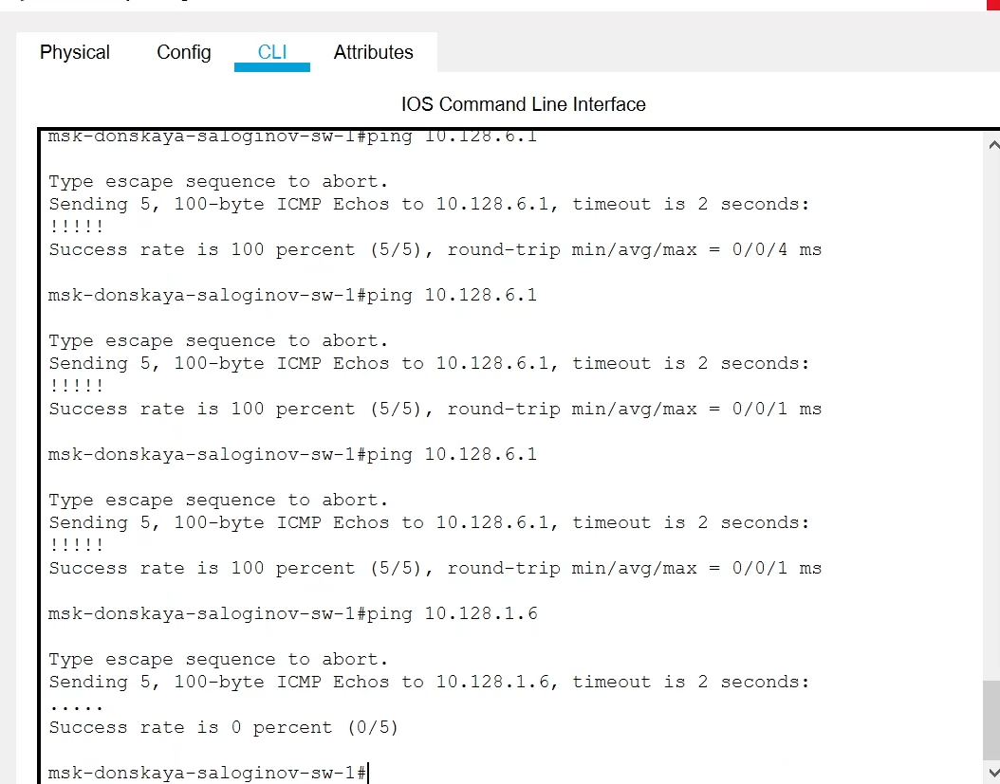 Physical Config CLI Attributes
IOS Command Line Interface
msk-donskaya-saloginov-sw-1#ping 10.128.6.1
Type escape sequence to abort.
Sending 5, 100-byte ICMP Echos to 10.128.6.1, timeout is 2 seconds:
!!!!!
Success rate is 100 percent (5/5), round-trip min/avg/max = 0/0/4 ms
msk-donskaya-saloginov-sw-1#ping 10.128.6.1
Type escape sequence to abort.
Sending 5, 100-byte ICMP Echos to 10.128.6.1, timeout is 2 seconds:
!!!!!
Success rate is 100 percent (5/5), round-trip min/avg/max = 0/0/1 ms
msk-donskaya-saloginov-sw-1#ping 10.128.6.1
Type escape sequence to abort.
Sending 5, 100-byte ICMP Echos to 10.128.6.1, timeout is 2 seconds:
!!!!!
Success rate is 100 percent (5/5), round-trip min/avg/max = 0/0/1 ms
msk-donskaya-saloginov-sw-1#ping 10.128.1.6
Type escape sequence to abort.
Sending 5, 100-byte ICMP Echos to 10.128.1.6, timeout is 2 seconds:
.....
Success rate is 0 percent (0/5)
msk-donskaya-saloginov-sw-1#